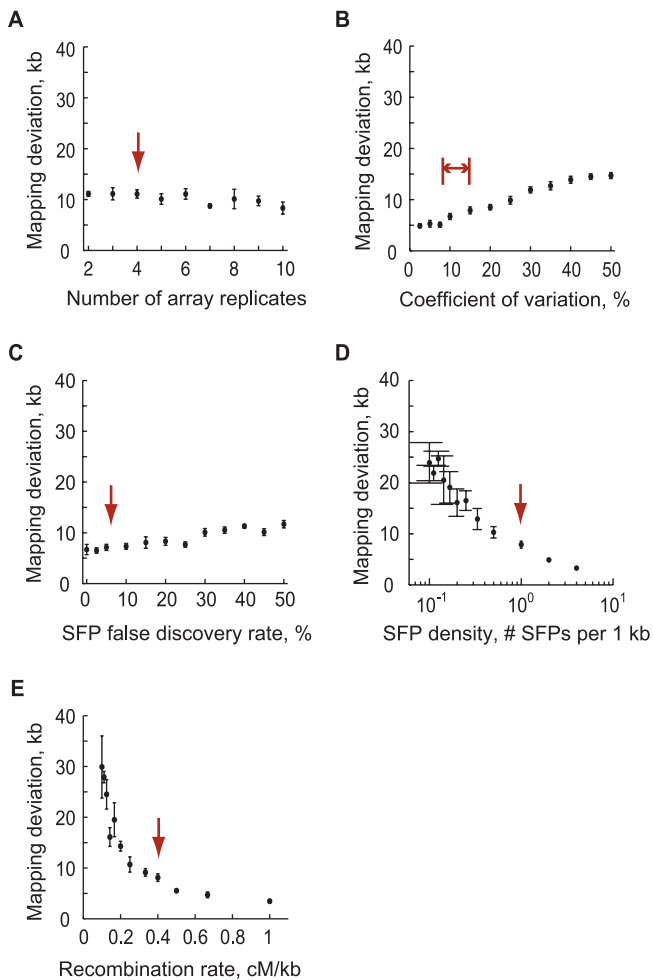 A
Mapping deviation, kb
40
30
20
10
0
2 4 6 8 10
Number of array replicates
B
Mapping deviation, kb
40
30
20
10
0
0 10 20 30 40 50
Coefficient of variation, %
C
Mapping deviation, kb
40
30
20
10
0
0 10 20 30 40 50
SFP false discovery rate, %
D
Mapping deviation, kb
40
30
20
10
0
10⁻¹ 10⁰ 10¹
SFP density, # SFPs per 1 kb
E
Mapping deviation, kb
40
30
20
10
0
0 0.2 0.4 0.6 0.8 1
Recombination rate, cM/kb